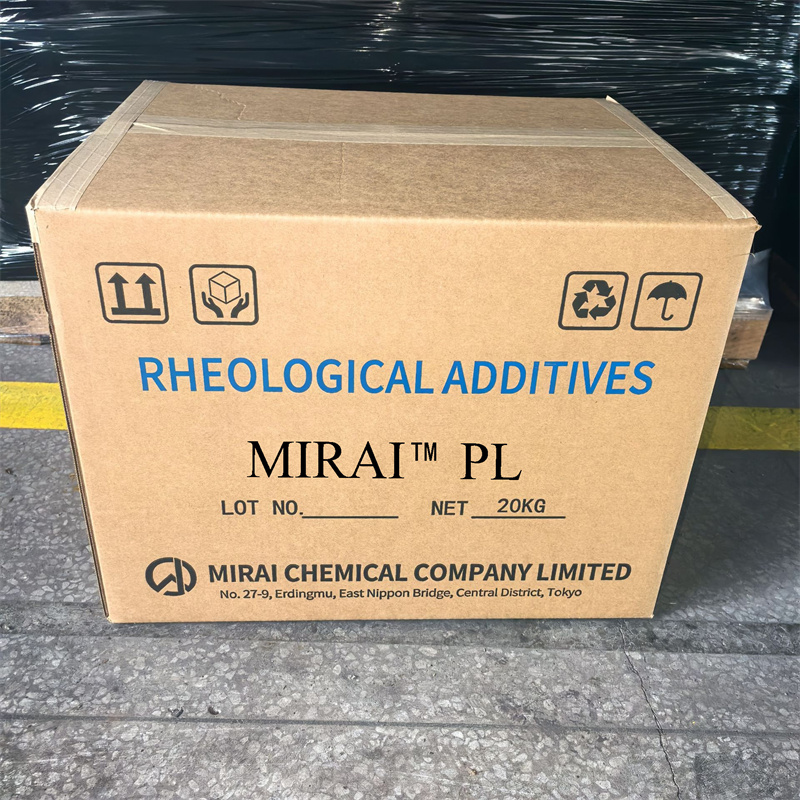 RHEOLOGICAL ADDITIVES
MIRAI™ PL
LOT NO.________ NET 20KG
MIRAI CHEMICAL COMPANY LIMITED
No. 27-9, Erdingmu, East Nippon Bridge, Central District, Tokyo